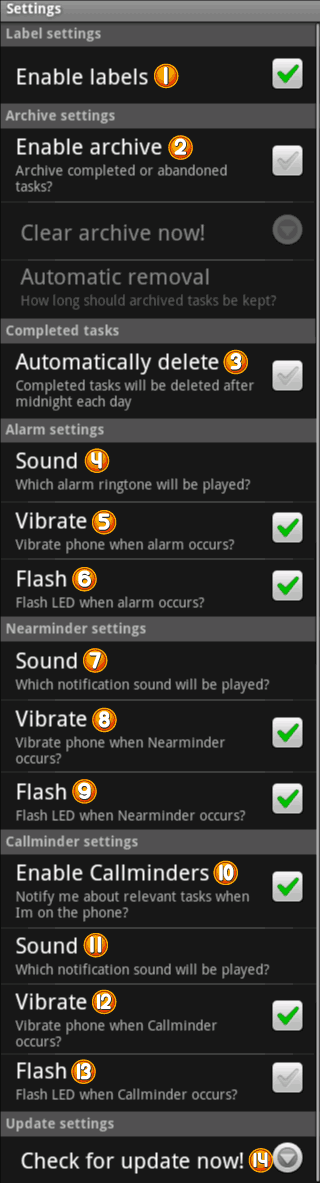 Settings
Label settings
Enable labels 1
Archive settings
Enable archive 2
Archive completed or abandoned
tasks?
Clear archive now!
Automatic removal
How long should archived tasks be kept?
Completed tasks
Automatically delete 3
Completed tasks will be deleted after
midnight each day
Alarm settings
Sound 4
Which alarm ringtone will be played?
Vibrate 5
Vibrate phone when alarm occurs?
Flash 6
Flash LED when alarm occurs?
Nearminder settings
Sound 7
Which notification sound will be played?
Vibrate 8
Vibrate phone when Nearminder
occurs?
Flash 9
Flash LED when Nearminder occurs?
Callminder settings
Enable Callminders 10
Notify me about relevant tasks when
Im on the phone?
Sound 11
Which notification sound will be played?
Vibrate 12
Vibrate phone when Callminder
occurs?
Flash 13
Flash LED when Callminder occurs?
Update settings
Check for update now! 14